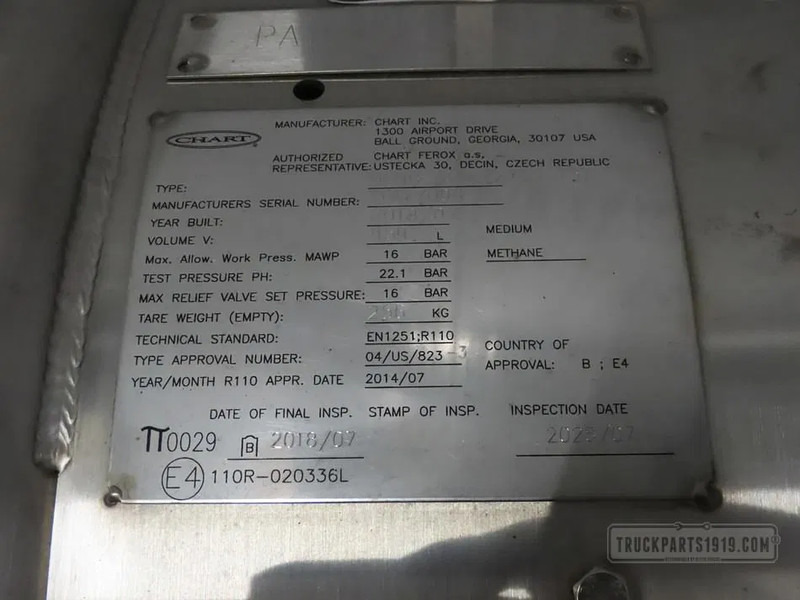 PA
CHART
MANUFACTURER: CHART INC.
1300 AIRPORT DRIVE
BALL GROUND, GEORGIA, 30107 USA
AUTHORIZED CHART FEROX a.s,
REPRESENTATIVE: USTECKA 30, DECIN, CZECH REPUBLIC
TYPE:
MANUFACTURERS SERIAL NUMBER:
YEAR BUILT:
VOLUME V: L MEDIUM
Max. Allow. Work Press. MAWP 16 BAR METHANE
TEST PRESSURE PH: 22.1 BAR
MAX RELIEF VALVE SET PRESSURE: 16 BAR
TARE WEIGHT (EMPTY): KG
TECHNICAL STANDARD: EN1251;R110
COUNTRY OF
TYPE APPROVAL NUMBER: 04/US/823-3 APPROVAL: B ; E4
YEAR/MONTH R110 APPR. DATE 2014/07
DATE OF FINAL INSP. STAMP OF INSP. INSPECTION DATE
π0029 B 2018/07
E4 110R-020336L
TRUCKPARTS1919.COM